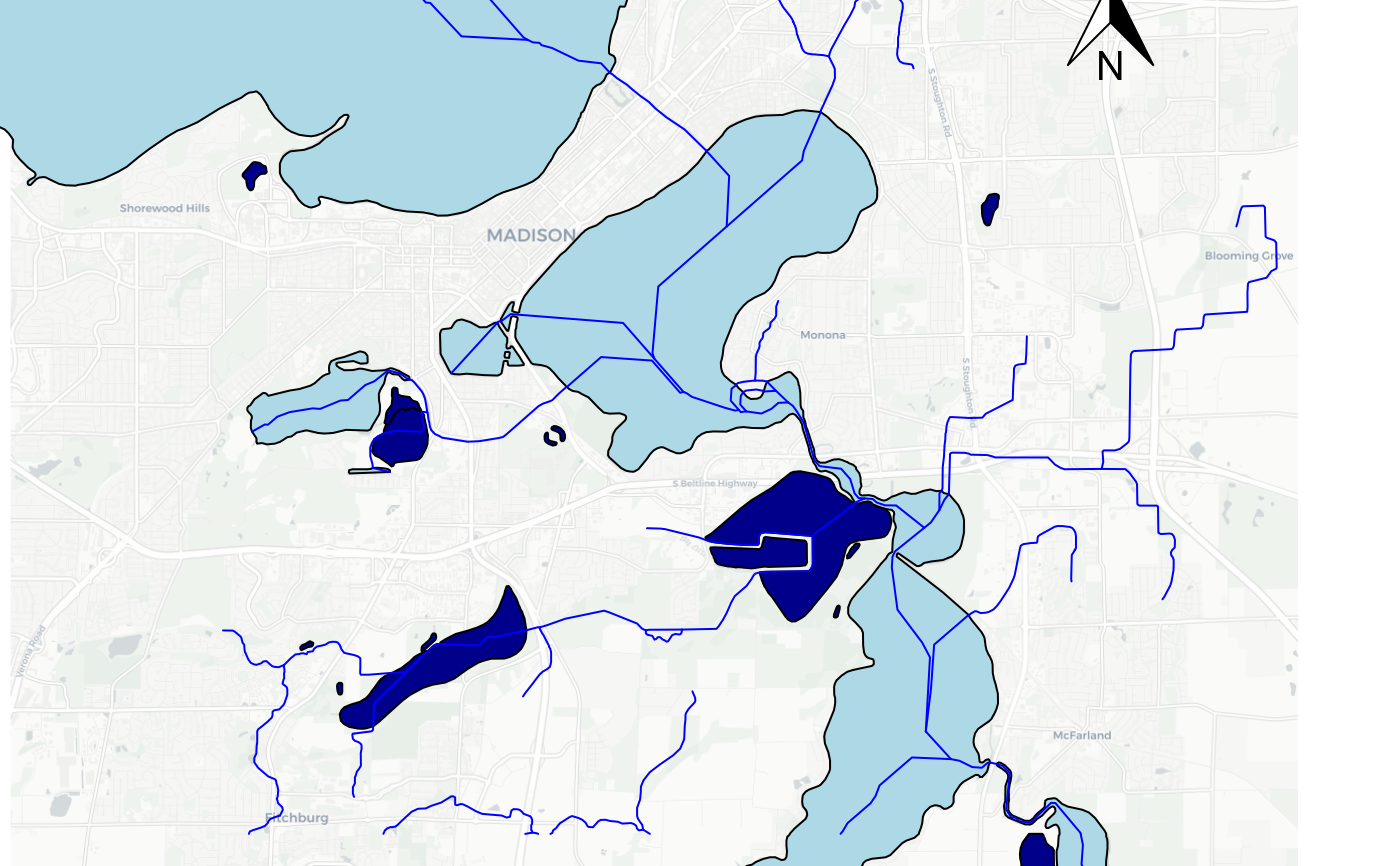 N
S Stoughton Rd
Shorewood Hills
MADISON
Blooming Grove
Monona
S Stoughton Rd
S Beltline Highway
Verona Road
McFarland
Fitchburg